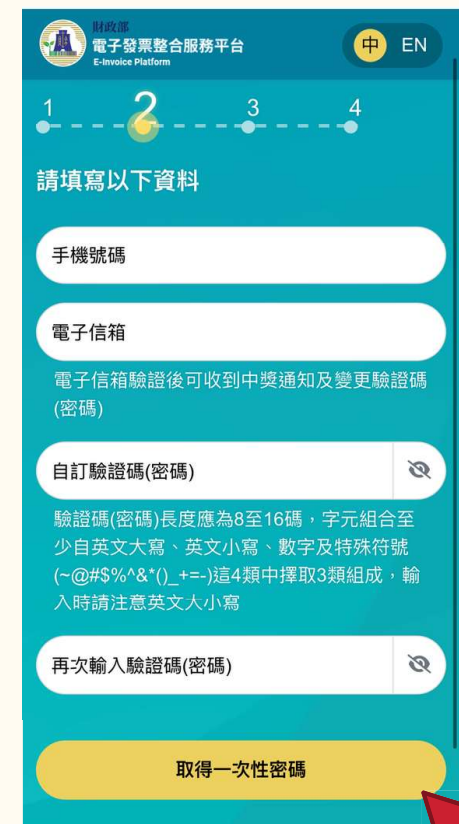 財政部
電子發票整合服務平台
E-Invoice Platform
中 EN
1 2 3 4
請填寫以下資料
手機號碼
電子信箱
電子信箱驗證後可收到中獎通知及變更驗證碼
(密碼)
自訂驗證碼(密碼)
驗證碼(密碼)長度應為8至16碼，字元組合至
少自英文大寫、英文小寫、數字及特殊符號
(~@#$%^&*()_+=-)這4類中擇取3類組成，輸
入時請注意英文大小寫
再次輸入驗證碼(密碼)
取得一次性密碼